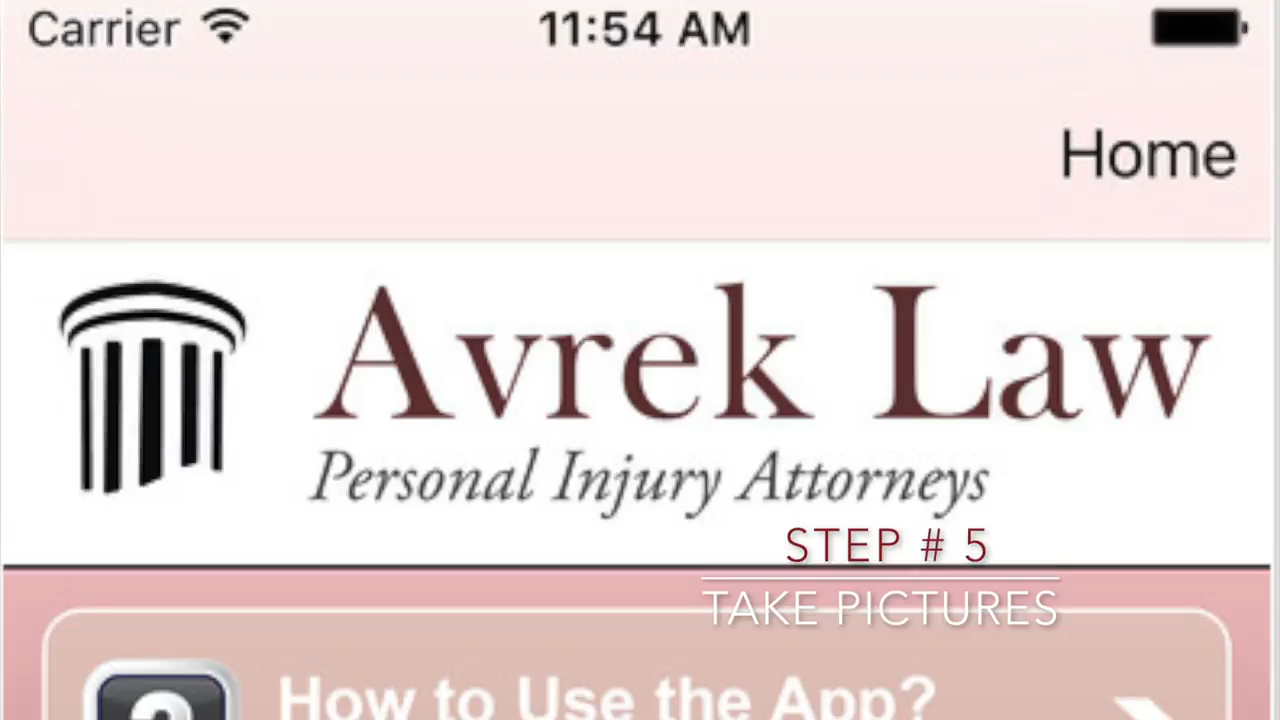 Carrier 11:54 AM
Home
Avrek Law
Personal Injury Attorneys
STEP # 5
TAKE PICTURES
How to Use the App?